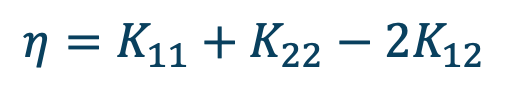 η = K₁₁ + K₂₂ − 2K₁₂